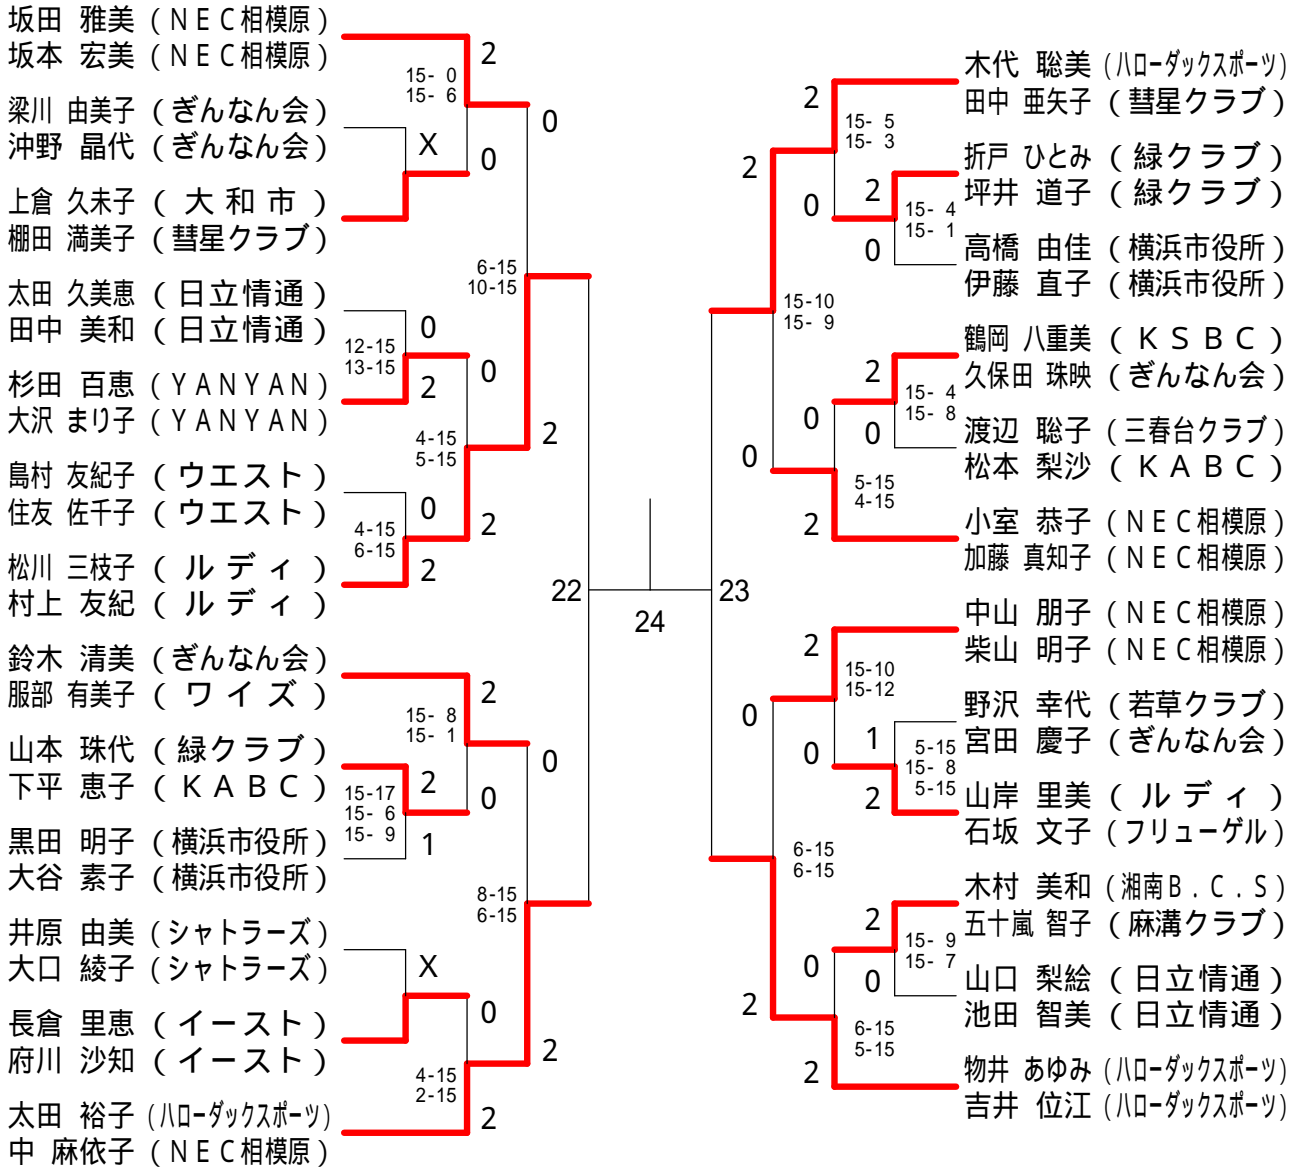 坂田 雅美 (ＮＥＣ相模原)
坂本 宏美 (ＮＥＣ相模原)
2
15- 0
15- 6
梁川 由美子 (ぎんなん会)
沖野 晶代 (ぎんなん会)
X
0
0
上倉 久未子 (大和市)
棚田 満美子 (彗星クラブ)
6-15
10-15
太田 久美恵 (日立情通)
田中 美和 (日立情通)
0
12-15
13-15
0
杉田 百恵 (ＹＡＮＹＡＮ)
大沢 まり子 (ＹＡＮＹＡＮ)
2
4-15
5-15
2
島村 友紀子 (ウエスト)
住友 佐千子 (ウエスト)
0
4-15
6-15
2
松川 三枝子 (ルディ)
村上 友紀 (ルディ)
2
22
24
23
鈴木 清美 (ぎんなん会)
服部 有美子 (ワイズ)
2
15- 8
15- 1
0
山本 珠代 (緑クラブ)
下平 恵子 (ＫＡＢＣ)
2
15-17
15- 6
15- 9
0
黒田 明子 (横浜市役所)
大谷 素子 (横浜市役所)
1
8-15
6-15
井原 由美 (シャトラーズ)
大口 綾子 (シャトラーズ)
X
0
長倉 里恵 (イースト)
府川 沙知 (イースト)
2
4-15
2-15
太田 裕子 (ハローダックスポーツ)
中 麻依子 (ＮＥＣ相模原)
2
木代 聡美 (ハローダックスポーツ)
田中 亜矢子 (彗星クラブ)
2
15- 5
15- 3
2
折戸 ひとみ (緑クラブ)
坪井 道子 (緑クラブ)
2
0
15- 4
15- 1
0
高橋 由佳 (横浜市役所)
伊藤 直子 (横浜市役所)
15-10
15- 9
鶴岡 八重美 (ＫＳＢＣ)
久保田 珠映 (ぎんなん会)
2
15- 4
15- 8
0
0
渡辺 聡子 (三春台クラブ)
松本 梨沙 (ＫＡＢＣ)
0
5-15
4-15
2
小室 恭子 (ＮＥＣ相模原)
加藤 真知子 (ＮＥＣ相模原)
中山 朋子 (ＮＥＣ相模原)
柴山 明子 (ＮＥＣ相模原)
2
15-10
15-12
0
野沢 幸代 (若草クラブ)
宮田 慶子 (ぎんなん会)
1
0
5-15
15- 8
5-15
2
山岸 里美 (ルディ)
石坂 文子 (フリューゲル)
6-15
6-15
木村 美和 (湘南Ｂ．Ｃ．Ｓ)
五十嵐 智子 (麻溝クラブ)
2
15- 9
15- 7
0
0
山口 梨絵 (日立情通)
池田 智美 (日立情通)
2
6-15
5-15
2
物井 あゆみ (ハローダックスポーツ)
吉井 位江 (ハローダックスポーツ)